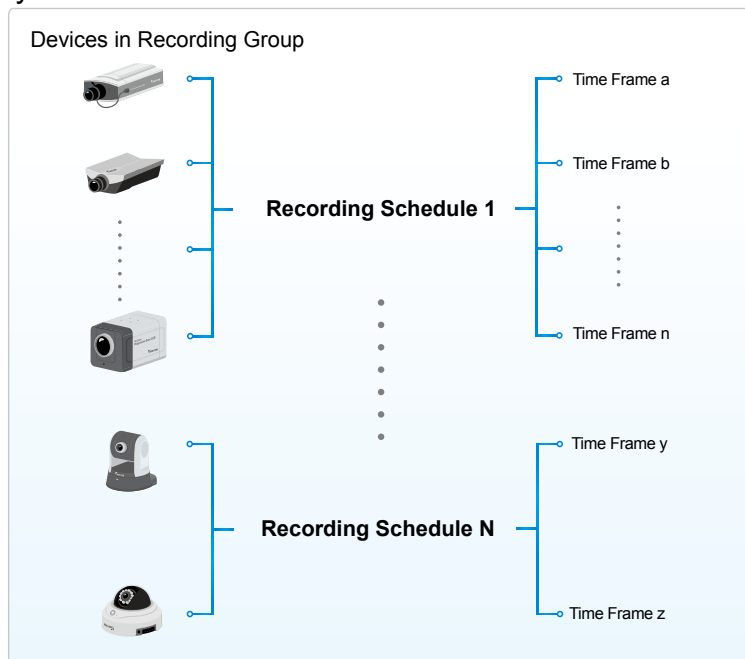 Devices in Recording Group
Time Frame a
Time Frame b
Recording Schedule 1
Time Frame n
Time Frame y
Recording Schedule N
Time Frame z